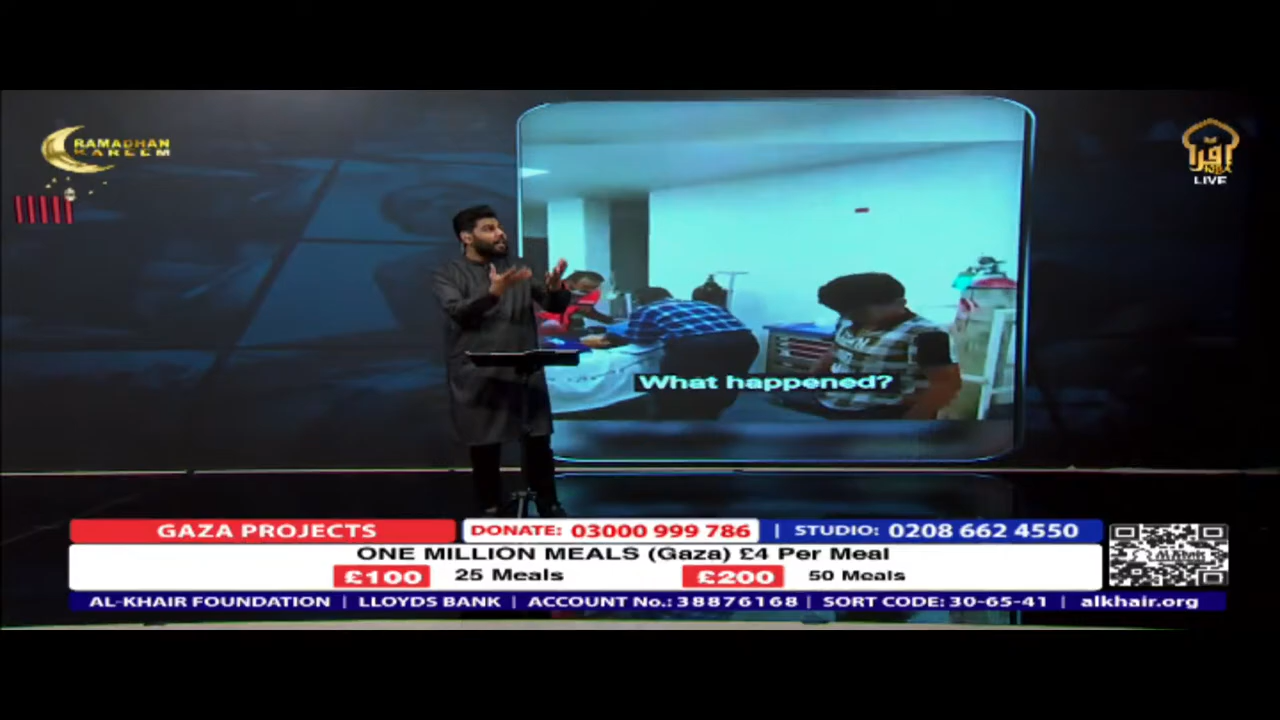 RAMADHAN
KAREEM
اقرأ
LIVE
What happened?
GAZA PROJECTS
DONATE: 03000 999 786 | STUDIO: 0208 662 4550
ONE MILLION MEALS (Gaza) £4 Per Meal
£100 25 Meals £200 50 Meals
AL-KHAIR FOUNDATION | LLOYDS BANK | ACCOUNT No.: 38876168 | SORT CODE: 30-65-41 | alkhair.org